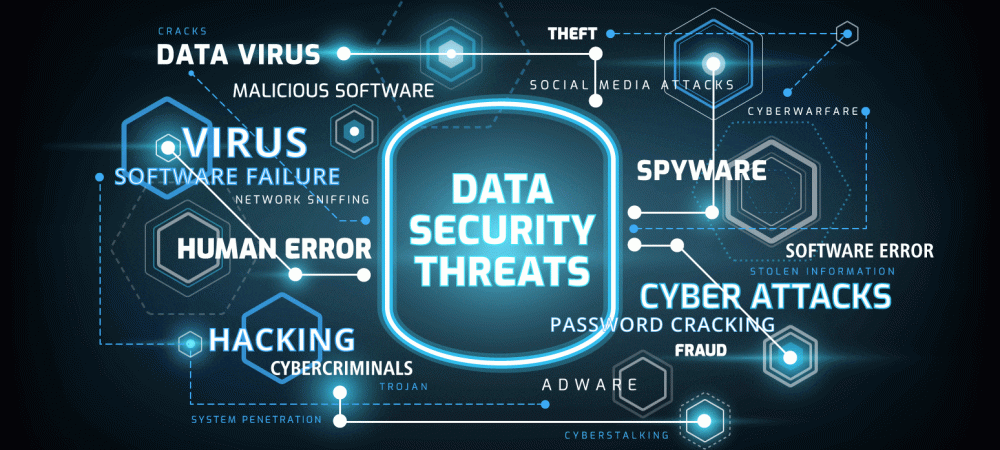 CRACKS
DATA VIRUS
MALICIOUS SOFTWARE
VIRUS
SOFTWARE FAILURE
NETWORK SNIFFING
HUMAN ERROR
HACKING
CYBERCRIMINALS
TROJAN
SYSTEM PENETRATION
DATA
SECURITY
THREATS
THEFT
SOCIAL MEDIA ATTACKS
CYBERWARFARE
SPYWARE
SOFTWARE ERROR
STOLEN INFORMATION
CYBER ATTACKS
PASSWORD CRACKING
FRAUD
ADWARE
CYBERSTALKING